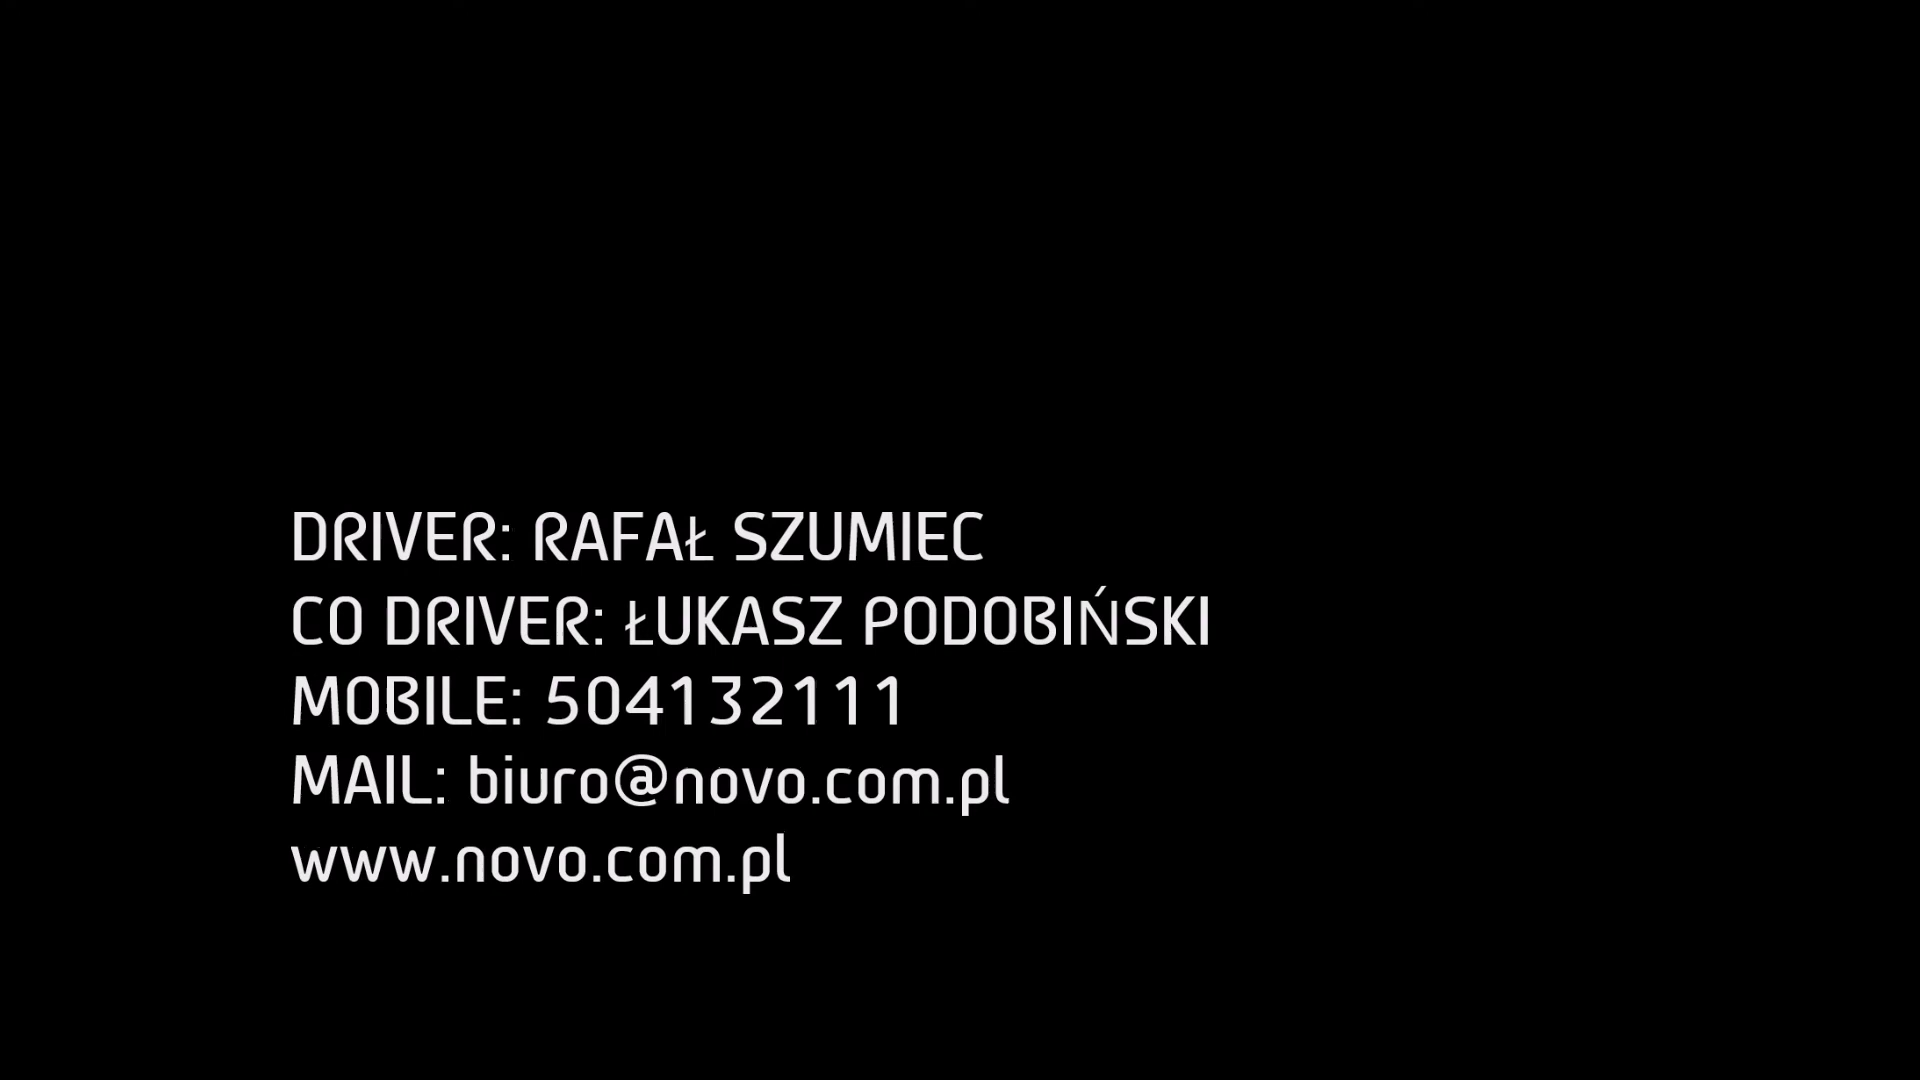 DRIVER: RAFAŁ SZUMIEC
CO DRIVER: ŁUKASZ PODOBIŃSKI
MOBILE: 504132111
MAIL: biuro@novo.com.pl
www.novo.com.pl